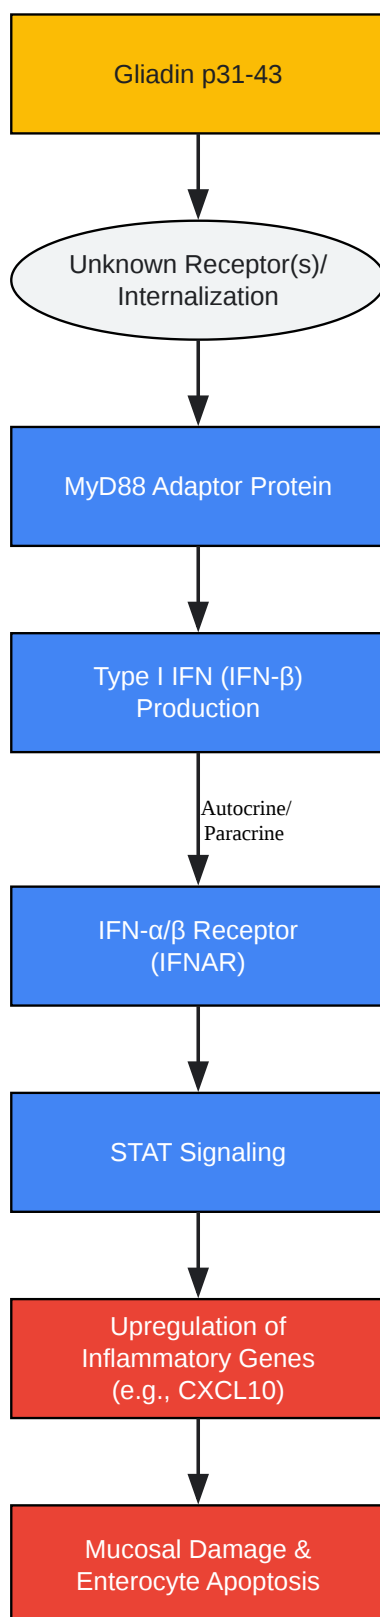 Gliadin p31-43
Unknown Receptor(s)/
Internalization
MyD88 Adaptor Protein
Type I IFN (IFN-β)
Production
Autocrine/
Paracrine
IFN-α/β Receptor
(IFNAR)
STAT Signaling
Upregulation of
Inflammatory Genes
(e.g., CXCL10)
Mucosal Damage &
Enterocyte Apoptosis